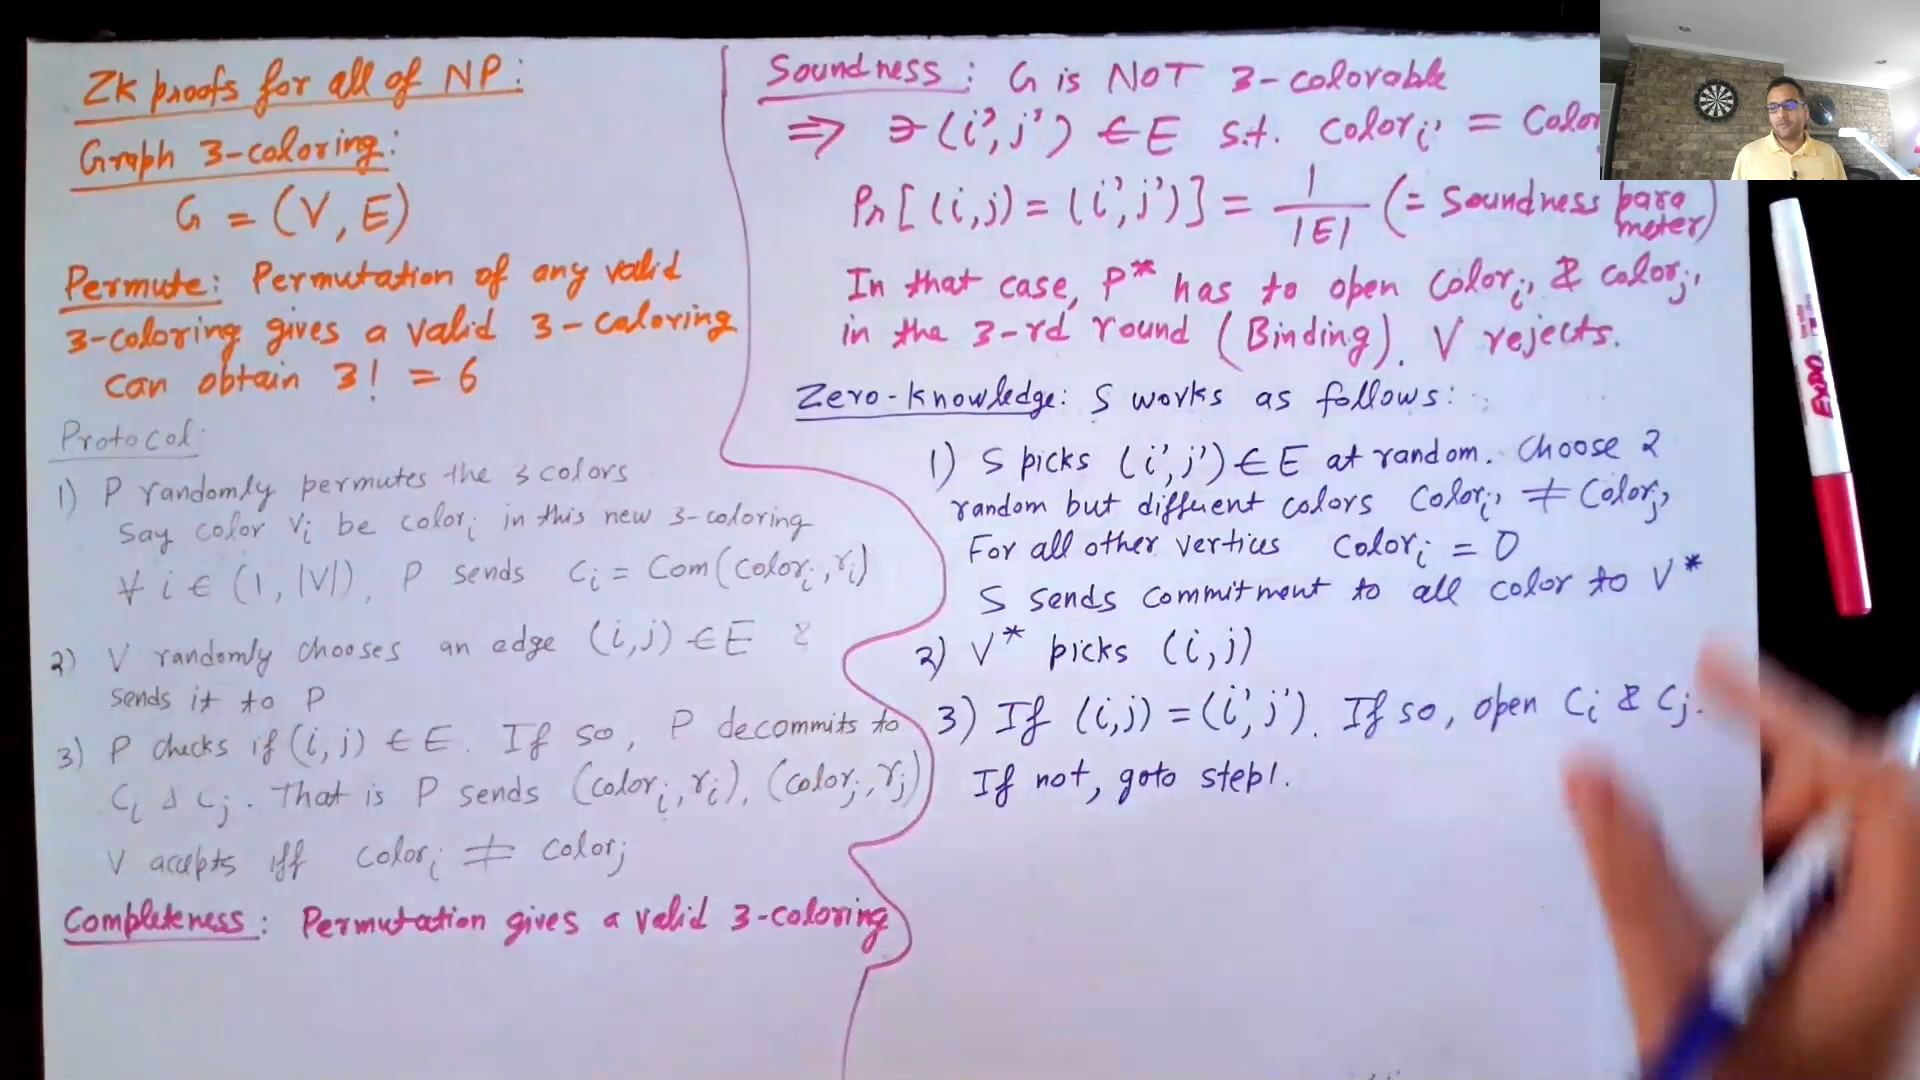 Zk proofs for all of NP:
Graph 3-coloring:
G = (V, E)
Permute: Permutation of any valid
3-coloring gives a valid 3-coloring
can obtain 3! = 6
Protocol:
1) P randomly permutes the 3 colors
Say color vᵢ be colorᵢ in this new 3-coloring
∀ i ∈ (1, |V|), P sends cᵢ = Com(colorᵢ, rᵢ)
2) V randomly chooses an edge (i,j) ∈ E &
sends it to P
3) P checks if (i, j) ∈ E. If so, P decommits to
Cᵢ & Cⱼ. That is P sends (colorᵢ, rᵢ), (colorⱼ, rⱼ)
V accepts iff colorᵢ ≠ colorⱼ
Completeness: Permutation gives a valid 3-coloring
Soundness: G is NOT 3-colorable
⇒ ∃ (i', j') ∈ E s.t. colorᵢ' =
Pr[(i,j) = (i',j')] = 1/|E| (= Soundness parameter)
In that case, P* has to open Colorᵢ' & colorⱼ'
in the 3-rd round (Binding). V rejects.
Zero-knowledge: S works as follows:
1) S picks (i',j') ∈ E at random. Choose 2
random but different colors Colorᵢ' ≠ Colorⱼ'
For all other vertices Colorᵢ = 0
S sends commitment to all color to V*
2) V* picks (i,j)
3) If (i,j) = (i',j'). If so, open Cᵢ & Cⱼ.
If not, goto step 1.
EXPO